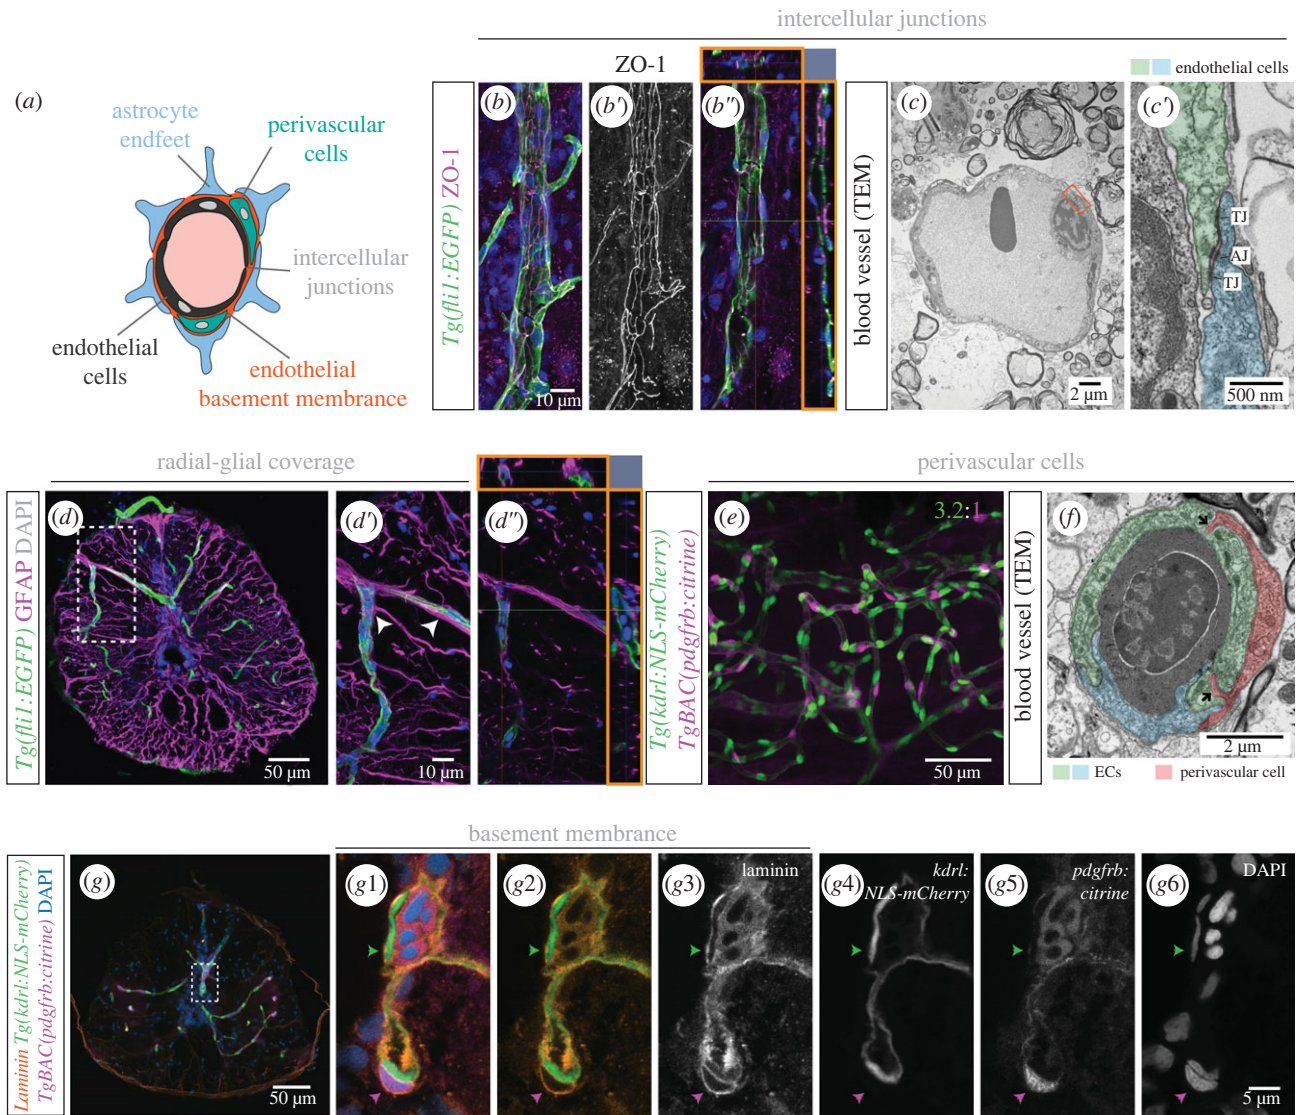 intercellular junctions
(a)
astrocyte
endfeet
perivascular
cells
intercellular
junctions
endothelial
cells
endothelial
basement membrance
Tg(fli1:EGFP) ZO-1
(b)
10 µm
ZO-1
(b′)
(b″)
blood vessel (TEM)
(c)
2 µm
endothelial cells
(c′)
TJ
AJ
TJ
500 nm
radial-glial coverage
Tg(fli1:EGFP) GFAP DAPI
(d)
50 µm
(d′)
10 µm
(d″)
perivascular cells
Tg(kdrl:NLS-mCherry)
TgBAC(pdgfrb:citrine)
(e)
3.2:1
50 µm
blood vessel (TEM)
(f)
2 µm
ECs
perivascular cell
basement membrance
Laminin Tg(kdrl:NLS-mCherry)
TgBAC(pdgfrb:citrine) DAPI
(g)
50 µm
(g1)
(g2)
(g3)
laminin
(g4)
kdrl:
NLS-mCherry
(g5)
pdgfrb:
citrine
(g6)
DAPI
5 µm